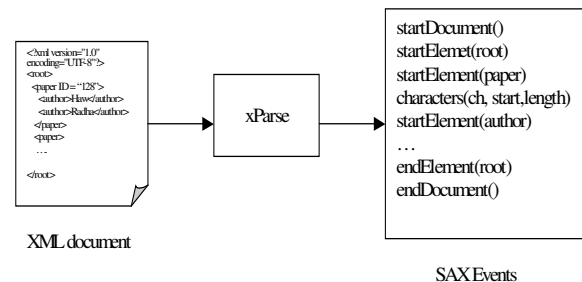 <?xml version="1.0"
encoding="UTF-8"?>
<root>
<paper ID = "128">
<author>Haw</author>
<author>Radha</author>
</paper>
<paper>
….
</root>
XML document
xParse
startDocument()
startElemet(root)
startElement(paper)
characters(ch, start,length)
startElement(author)
…
endElement(root)
endDocument()
SAX Events